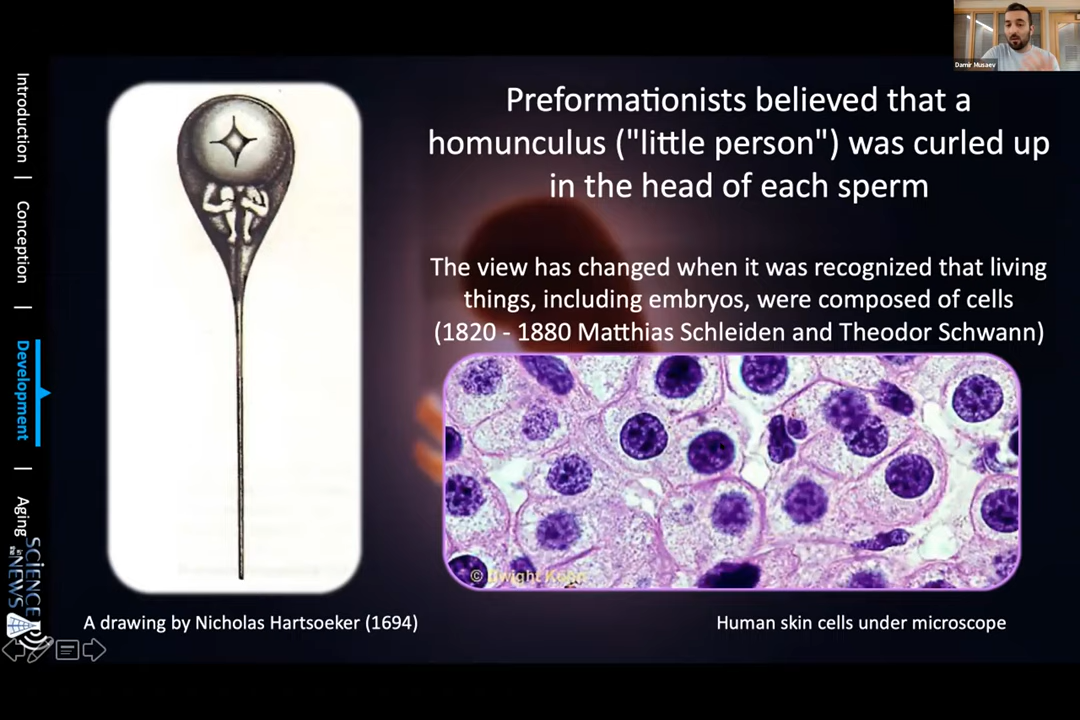 Damir Musaev
Introduction
|
Conception
|
Development
|
Aging
SCIENCE
in the
NEWS
Preformationists believed that a
homunculus ("little person") was curled up
in the head of each sperm
The view has changed when it was recognized that living
things, including embryos, were composed of cells
(1820 - 1880 Matthias Schleiden and Theodor Schwann)
© Dwight
A drawing by Nicholas Hartsoeker (1694)
Human skin cells under microscope